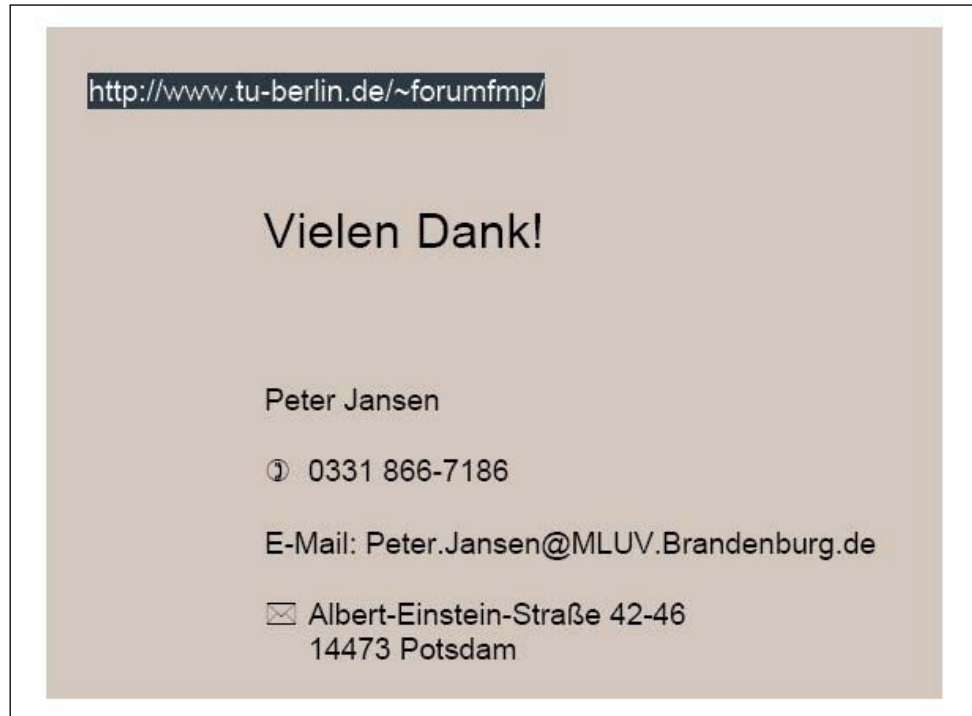 http://www.tu-berlin.de/~forumfmp/
Vielen Dank!
Peter Jansen
✆ 0331 866-7186
E-Mail: Peter.Jansen@MLUV.Brandenburg.de
✉ Albert-Einstein-Straße 42-46
14473 Potsdam